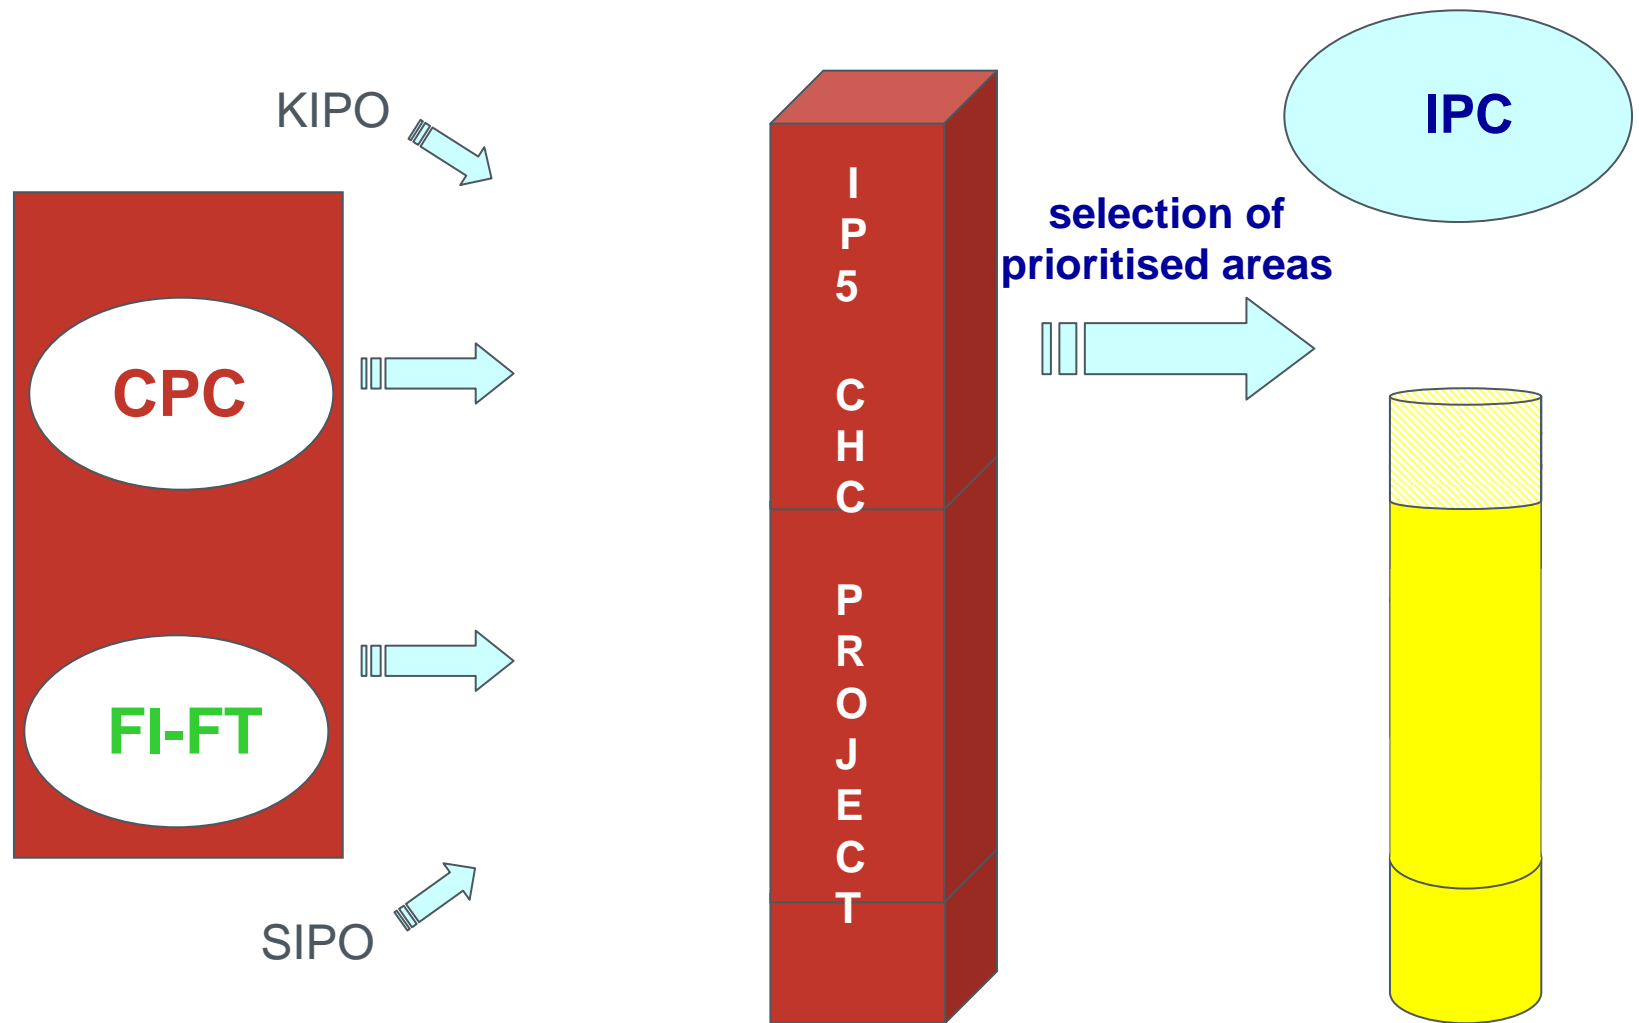 KIPO
CPC
FI-FT
SIPO
I
P
5
C
H
C
P
R
O
J
E
C
T
selection of
prioritised areas
IPC